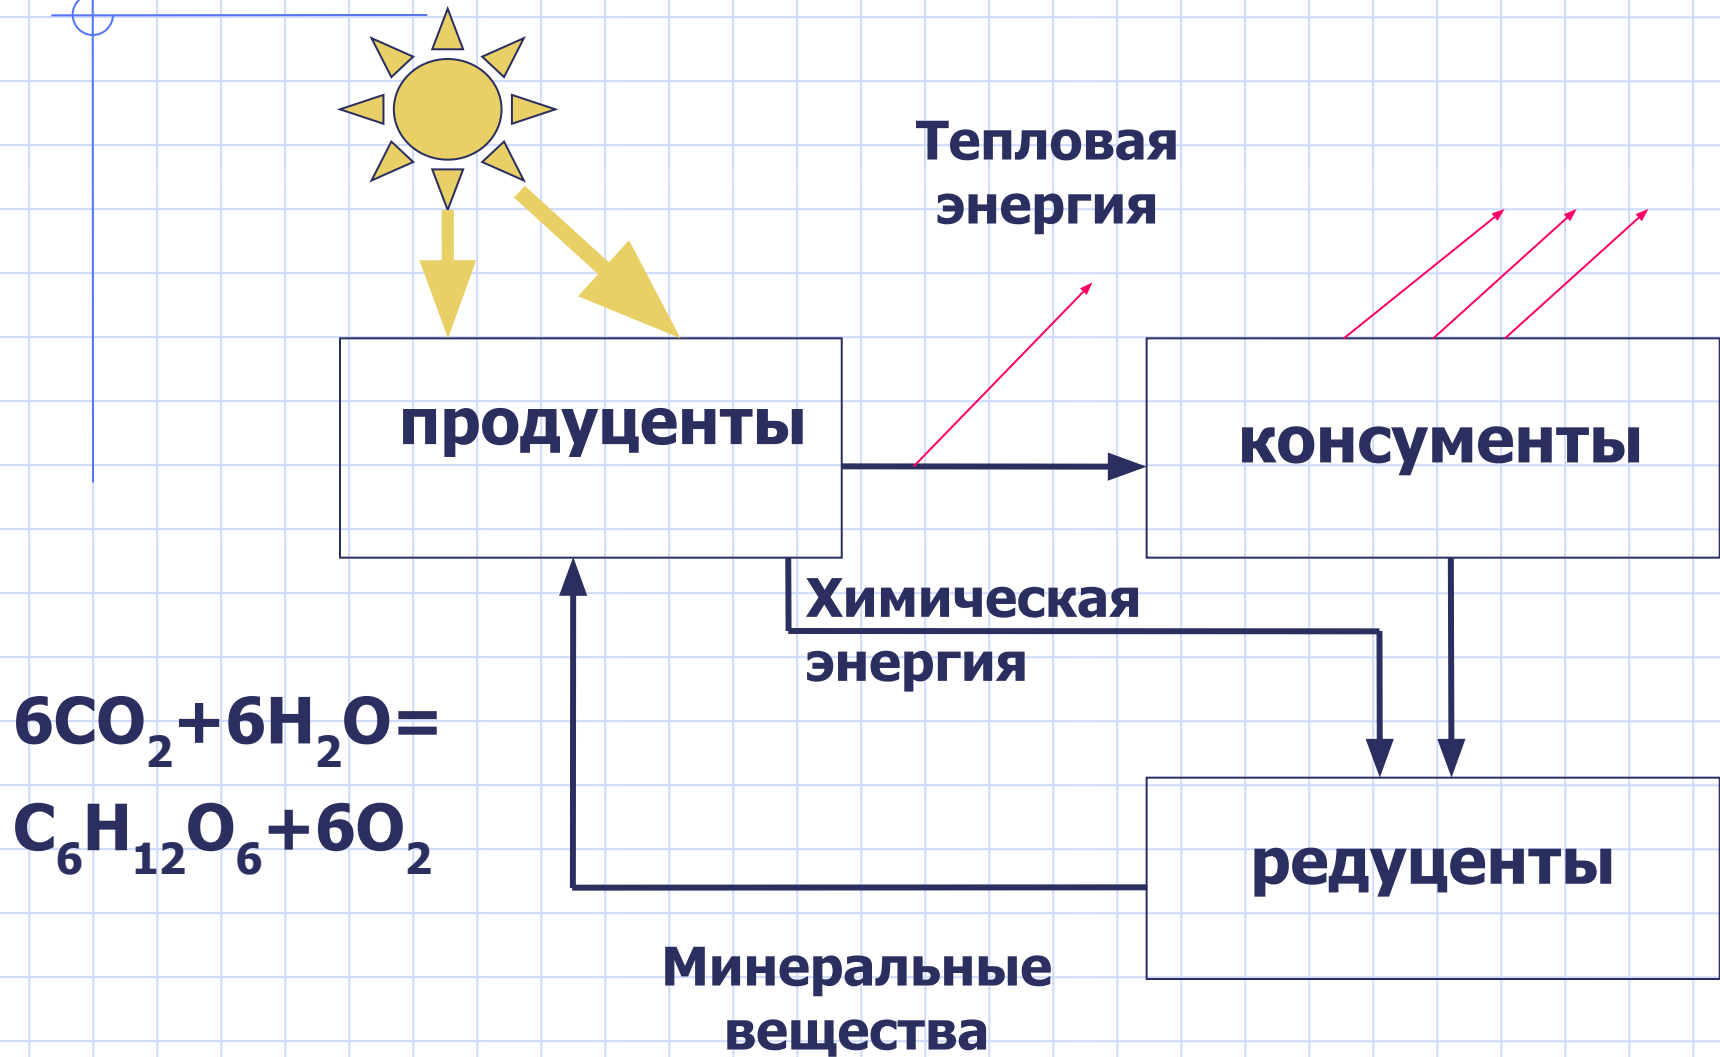 Тепловая
энергия
продуценты
консументы
Химическая
энергия
6CO₂+6H₂O=
C₆H₁₂O₆+6O₂
редуценты
Минеральные
вещества